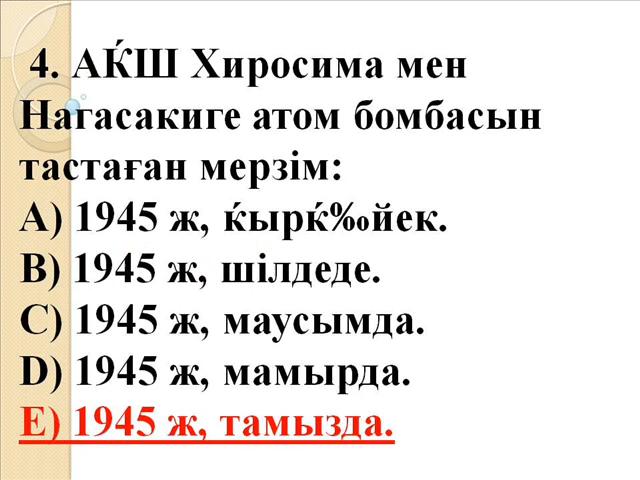 4. АЌШ Хиросима мен
Нагасакиге атом бомбасын
тастаған мерзім:
А) 1945 ж, ќырќ‰йек.
В) 1945 ж, шілдеде.
С) 1945 ж, маусымда.
D) 1945 ж, мамырда.
Е) 1945 ж, тамызда.